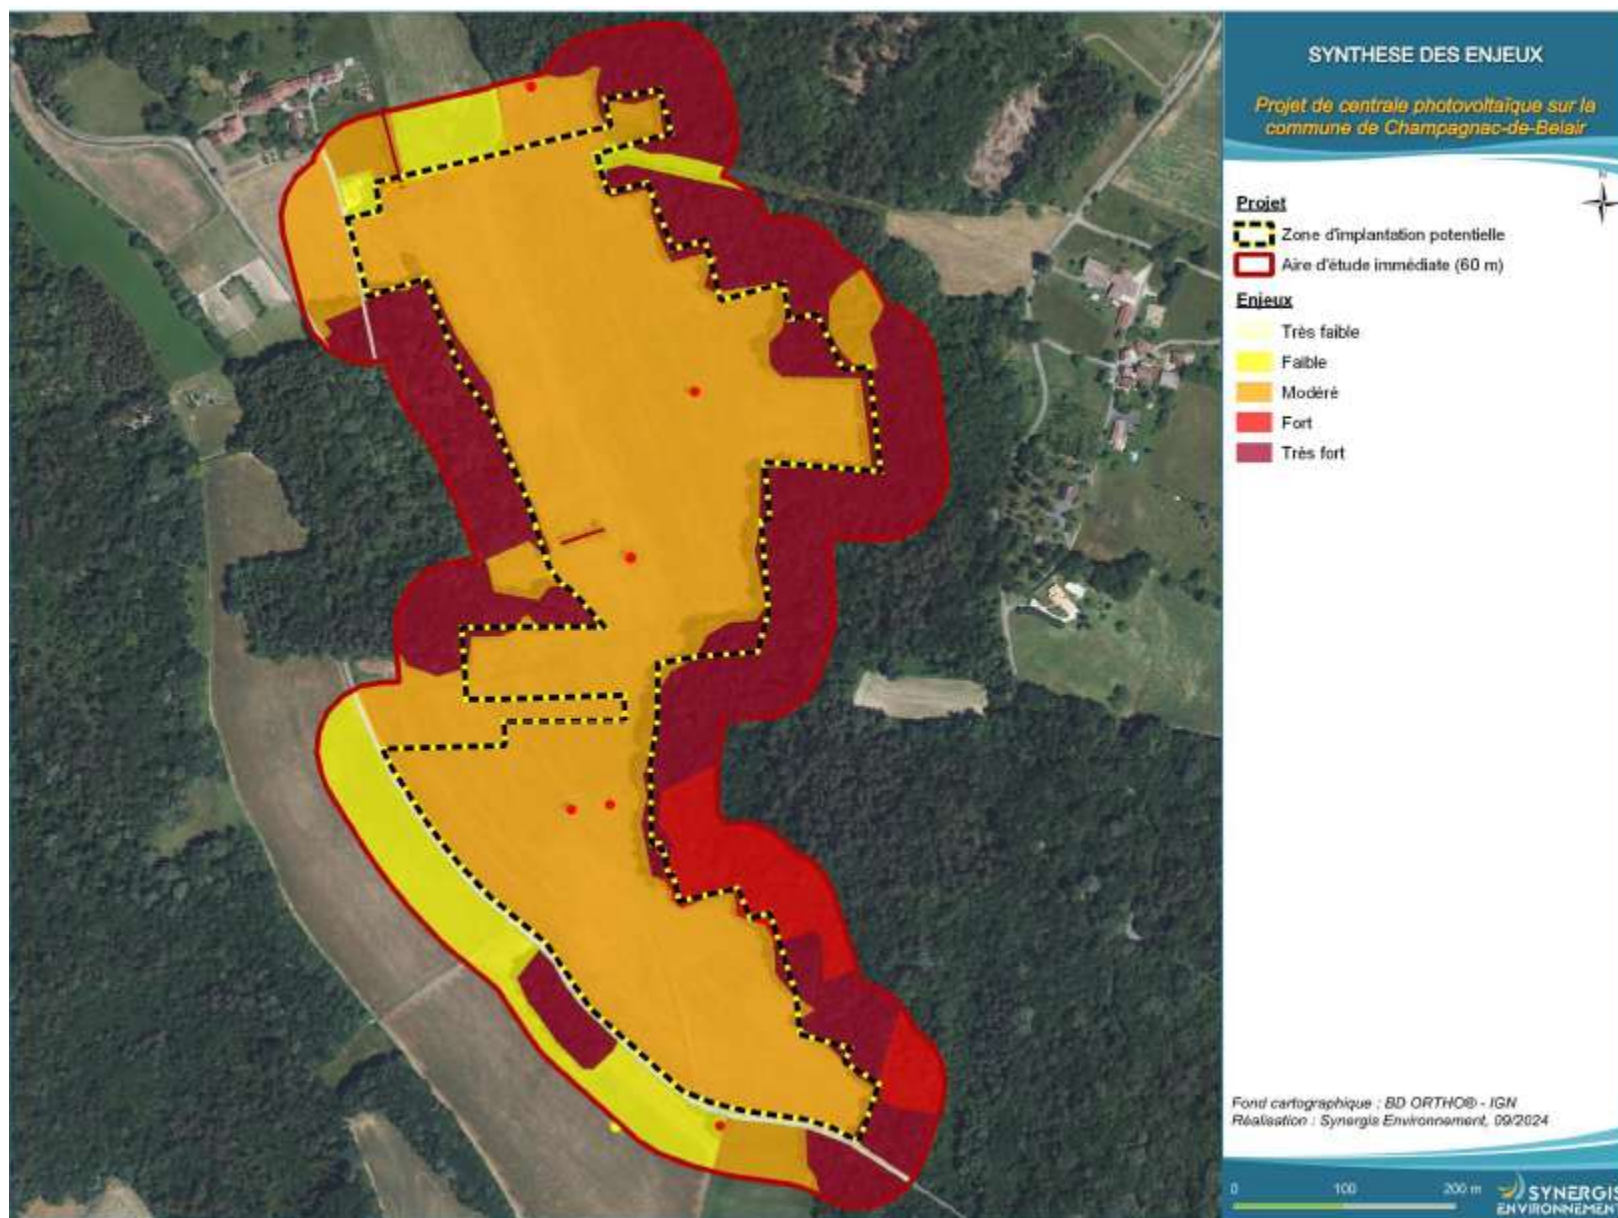 SYNTHESE DES ENJEUX
Projet de centrale photovoltaïque sur la
commune de Champagnac-de-Belair
N
Projet
Zone d'implantation potentielle
Aire d'étude immédiate (60 m)
Enjeux
Très faible
Faible
Modéré
Fort
Très fort
Fond cartographique : BD ORTHO® - IGN
Réalisation : Synergis Environnement, 09/2024
0 100 200 m
SYNERGIS
ENVIRONNEMENT